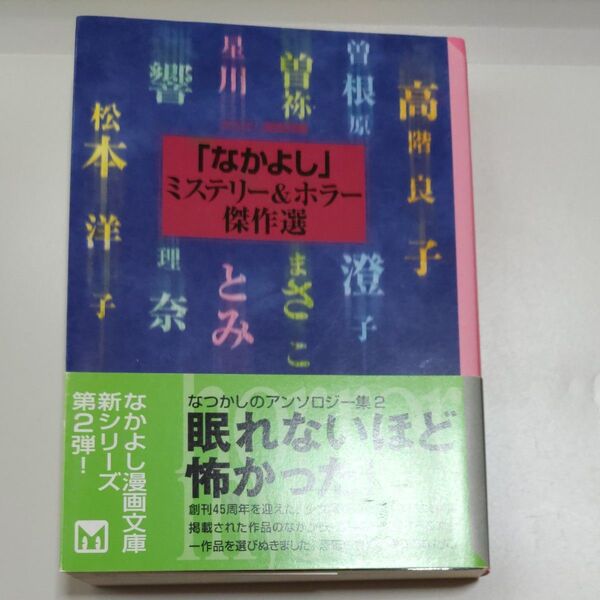 高階良子
曽根原澄子
曽祢まさこ
星川とみ
響理奈
松本洋子
「なかよし」
ミステリー&ホラー
傑作選
なつかしのアンソロジー集2
眠れないほど
怖かった
創刊45周年を迎えた
掲載された作品のなか
一作品を選びぬきました
なかよし漫画文庫
新シリーズ
第2弾!